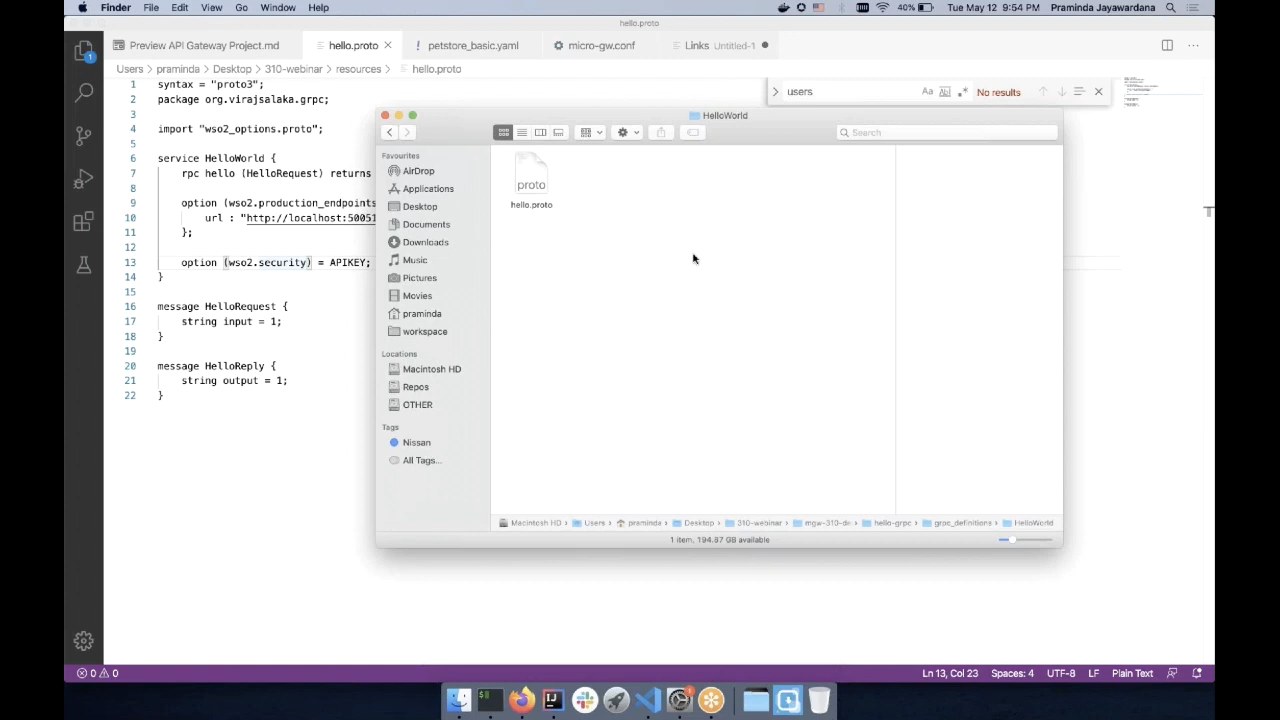 Finder File Edit View Go Window Help 40% Tue May 12 9:54 PM Praminda Jayawardana
hello.proto
1
Preview API Gateway Project.md hello.proto petstore_basic.yaml micro-gw.conf Links Untitled-1
Users praminda Desktop 310-webinar resources hello.proto
users Aa Ab No results
1 syntax = "proto3";
2 package org.virajsalaka.grpc;
3
4 import "wso2_options.proto";
5
6 service HelloWorld {
7 rpc hello (HelloRequest) returns
8
9 option (wso2.production_endpoints
10 url : "http://localhost:50051
11 };
12
13 option (wso2.security) = APIKEY;
14 }
15
16 message HelloRequest {
17 string input = 1;
18 }
19
20 message HelloReply {
21 string output = 1;
22 }
HelloWorld
Search
Favourites
AirDrop
Applications
Desktop
Documents
Downloads
Music
Pictures
Movies
praminda
workspace
Locations
Macintosh HD
Repos
OTHER
Tags
Nissan
All Tags...
proto
hello.proto
Macintosh HD Users praminda Desktop 310-webinar mgw-310-de hello-grpc grpc_definitions HelloWorld
1 item, 194.87 GB available
0 0 Ln 13, Col 23 Spaces: 4 UTF-8 LF Plain Text